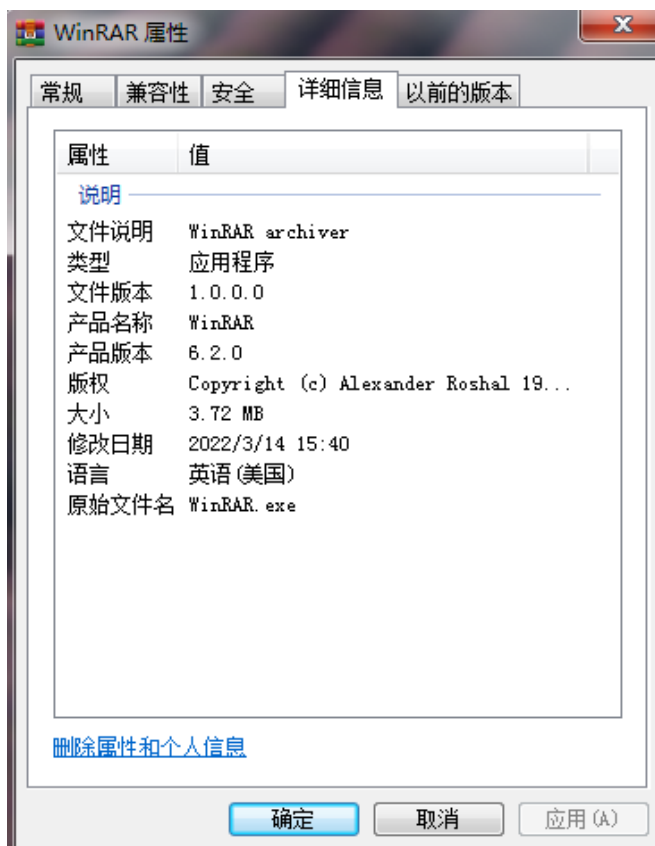 WinRAR 属性
常规 兼容性 安全 详细信息 以前的版本
属性 值
说明
文件说明 WinRAR archiver
类型 应用程序
文件版本 1.0.0.0
产品名称 WinRAR
产品版本 6.2.0
版权 Copyright (c) Alexander Roshal 19...
大小 3.72 MB
修改日期 2022/3/14 15:40
语言 英语(美国)
原始文件名 WinRAR.exe
删除属性和个人信息
确定 取消 应用(A)